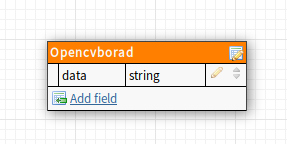 Opencvborad
data string
Add field